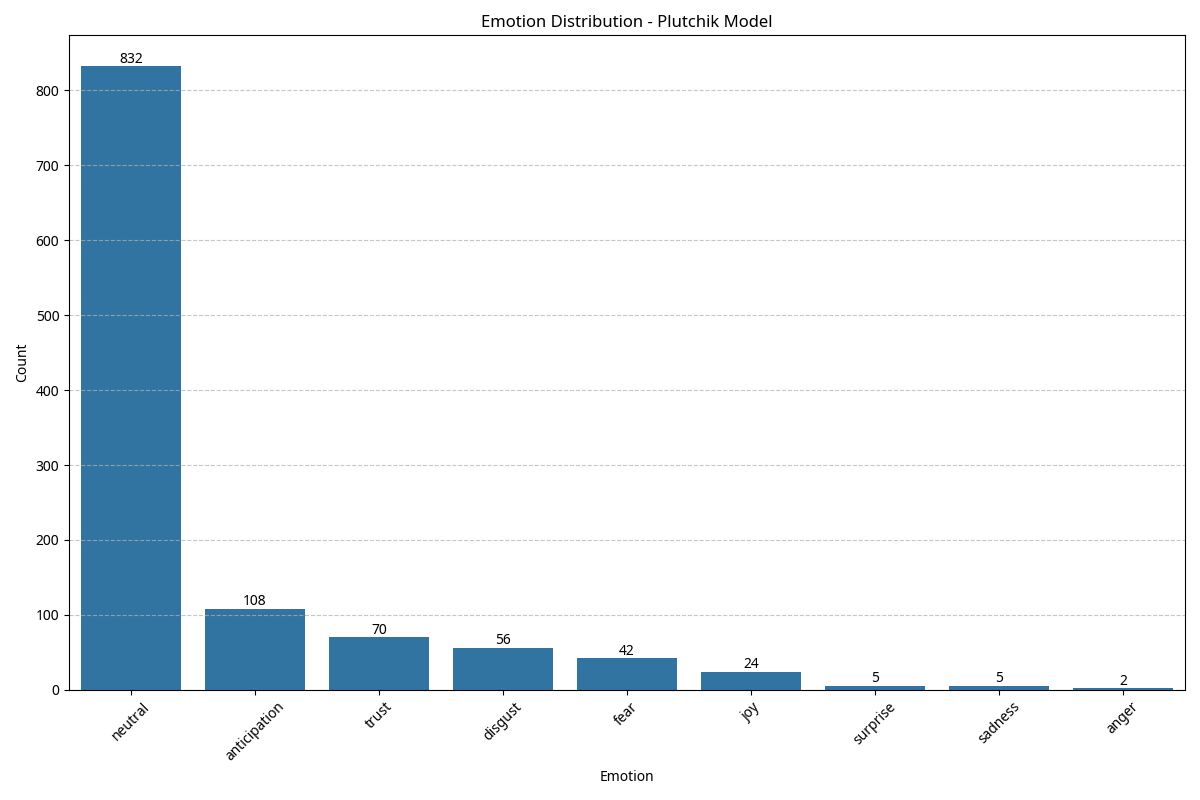 Emotion Distribution - Plutchik Model
Count
800
700
600
500
400
300
200
100
0
832
108
70
56
42
24
5
5
2
neutral
anticipation
trust
disgust
fear
joy
surprise
sadness
anger
Emotion